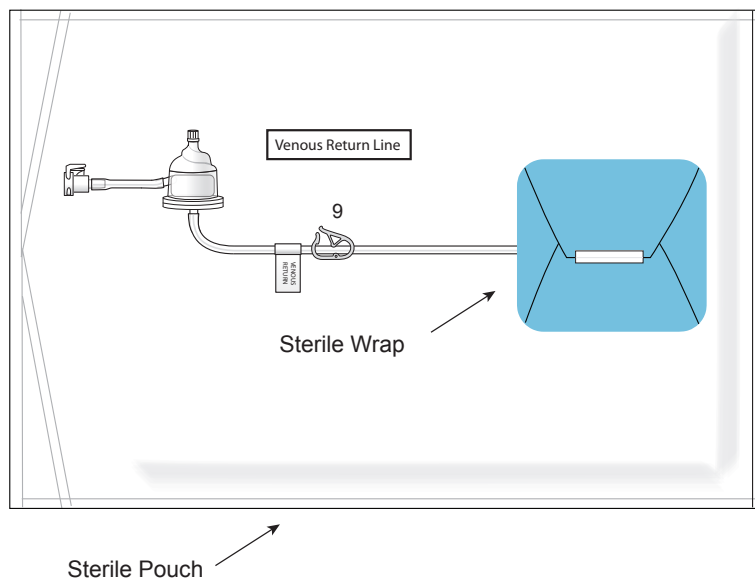 Venous Return Line
9
VENOUS
RETURN
Sterile Wrap
Sterile Pouch